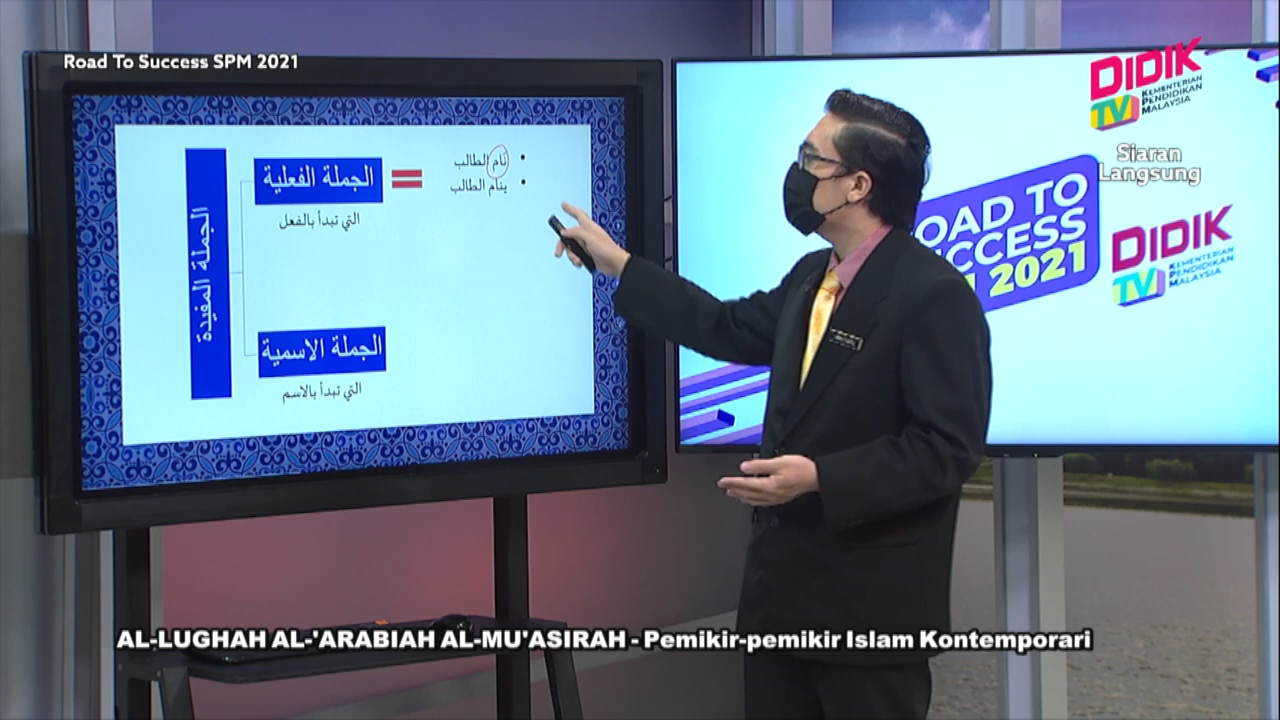 Road To Success SPM 2021
الجملة المفيدة
الجملة الفعلية
=
• نام الطالب
• ينام الطالب
التي تبدأ بالفعل
الجملة الاسمية
التي تبدأ بالاسم
DIDIK
TV
KEMENTERIAN
PENDIDIKAN
MALAYSIA
Siaran
Langsung
OAD TO
CCESS
2021
DIDIK
TV
KEMENTERIAN
PENDIDIKAN
MALAYSIA
AL-LUGHAH AL-'ARABIAH AL-MU'ASIRAH - Pemikir-pemikir Islam Kontemporari